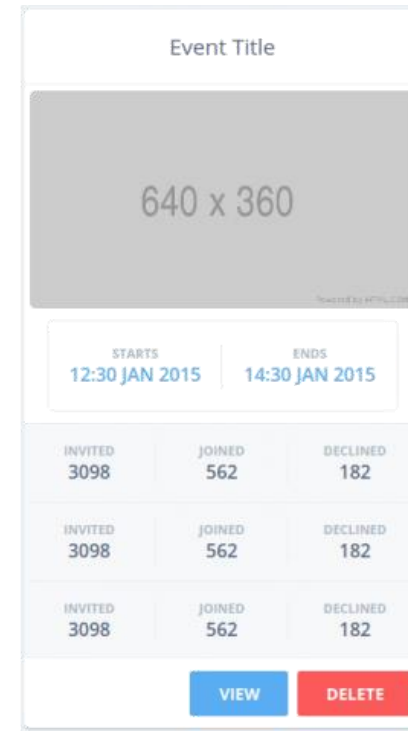 Event Title
640 x 360
STARTS ENDS
12:30 JAN 2015 14:30 JAN 2015
INVITED JOINED DECLINED
3098 562 182
INVITED JOINED DECLINED
3098 562 182
INVITED JOINED DECLINED
3098 562 182
VIEW DELETE